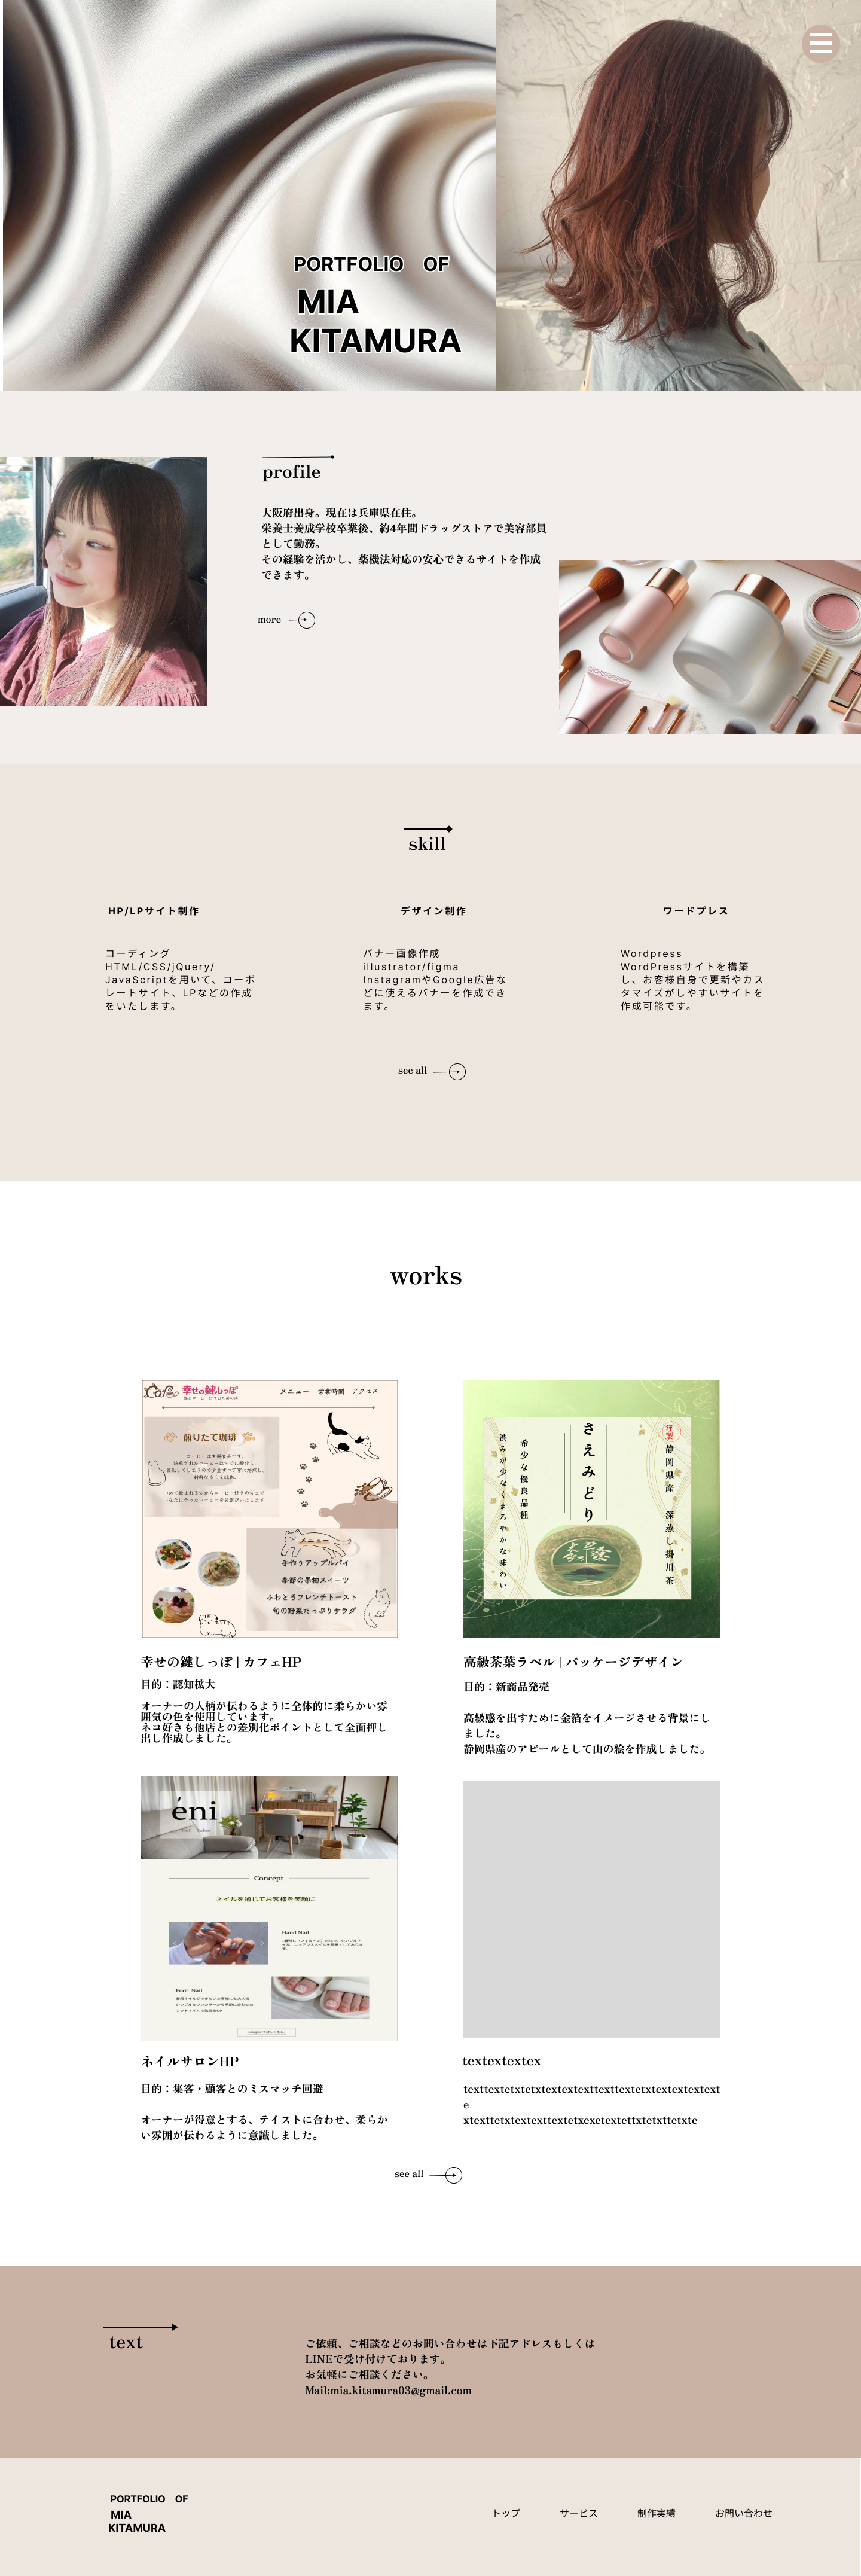 PORTFOLIO OF
MIA
KITAMURA
profile
大阪府出身。現在は兵庫県在住。
栄養士養成学校卒業後、約4年間ドラッグストアで美容部員
として勤務。
その経験を活かし、薬機法対応の安心できるサイトを作成
できます。
more
skill
HP/LPサイト制作
コーディング
HTML/CSS/jQuery/
JavaScriptを用いて、コーポ
レートサイト、LPなどの作成
をいたします。
デザイン制作
バナー画像作成
illustrator/figma
InstagramやGoogle広告な
どに使えるバナーを作成でき
ます。
ワードプレス
Wordpress
WordPressサイトを構築
し、お客様自身で更新やカス
タマイズがしやすいサイトを
作成可能です。
see all
works
幸せの鍵しっぽ
メニュー 営業時間 アクセス
煎りたて珈琲
コーヒーは生鮮食品です。
メニュー
手作りアップルパイ
季節の果物スイーツ
ふわとろフレンチトースト
旬の野菜たっぷりサラダ
幸せの鍵しっぽ | カフェHP
目的：認知拡大
オーナーの人柄が伝わるように全体的に柔らかい雰
囲気の色を使用しています。
ネコ好きも他店との差別化ポイントとして全面押し
出し作成しました。
謹製
静岡県産 深蒸し掛川茶
さえみどり
希少な優良品種
渋みが少なくまろやかな味わい
高級茶葉ラベル | パッケージデザイン
目的：新商品発売
高級感を出すために金箔をイメージさせる背景にし
ました。
静岡県産のアピールとして山の絵を作成しました。
éni
Concept
ネイルを通じてお客様を笑顔に
Hand Nail
Foot Nail
ネイルサロンHP
目的：集客・顧客とのミスマッチ回避
オーナーが得意とする、テイストに合わせ、柔らか
い雰囲が伝わるように意識しました。
textextextex
texttextetxtetxtextextexttexttextetxtextextextext
e
xtexttetxtextexttextetxexetextettxtetxttetxte
see all
text
ご依頼、ご相談などのお問い合わせは下記アドレスもしくは
LINEで受け付けております。
お気軽にご相談ください。
Mail:mia.kitamura03@gmail.com
PORTFOLIO OF
MIA
KITAMURA
トップ サービス 制作実績 お問い合わせ